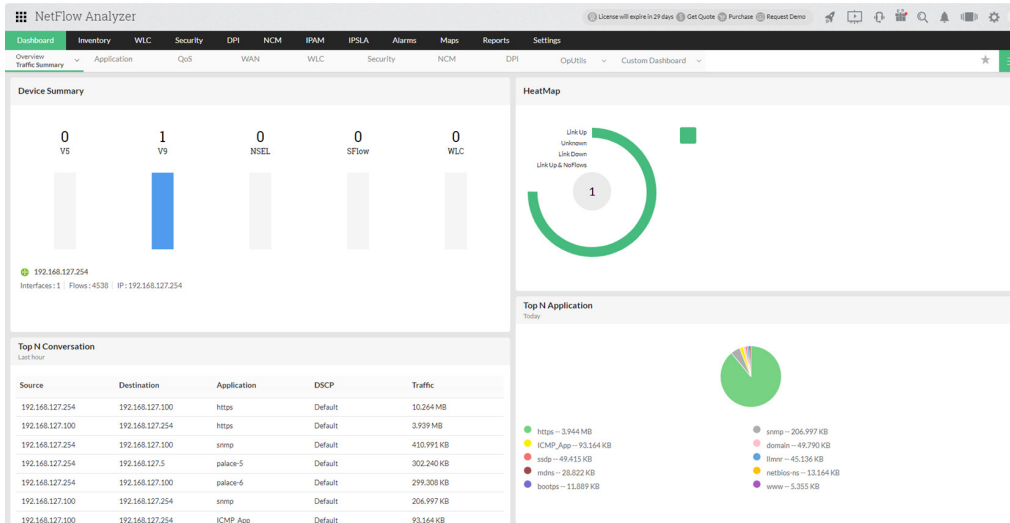 NetFlow Analyzer
License will expire in 29 days Get Quote Purchase Request Demo
Dashboard Inventory WLC Security DPI NCM IPAM IPSLA Alarms Maps Reports Settings
Overview
Traffic Summary
Application QoS WAN WLC Security NCM DPI OpUtils Custom Dashboard
Device Summary
0 1 0 0 0
V5 V9 NSEL SFlow WLC
192.168.127.254
Interfaces : 1 | Flows : 4538 | IP : 192.168.127.254
HeatMap
Link Up
Unknown
Link Down
Link Up & NoFlows
1
Top N Conversation
Last hour
Source Destination Application DSCP Traffic
192.168.127.254 192.168.127.100 https Default 10.264 MB
192.168.127.100 192.168.127.254 https Default 3.939 MB
192.168.127.254 192.168.127.100 snmp Default 410.991 KB
192.168.127.254 192.168.127.5 palace-5 Default 302.240 KB
192.168.127.254 192.168.127.100 palace-6 Default 299.308 KB
192.168.127.100 192.168.127.254 snmp Default 206.997 KB
192.168.127.100 192.168.127.254 ICMP_App Default 93.164 KB
Top N Application
Today
https -- 3.944 MB
snmp -- 206.997 KB
ICMP_App -- 93.164 KB
domain -- 49.790 KB
ssdp -- 49.415 KB
llmnr -- 45.136 KB
mdns -- 28.822 KB
netbios-ns -- 13.164 KB
bootps -- 11.889 KB
www -- 5.355 KB